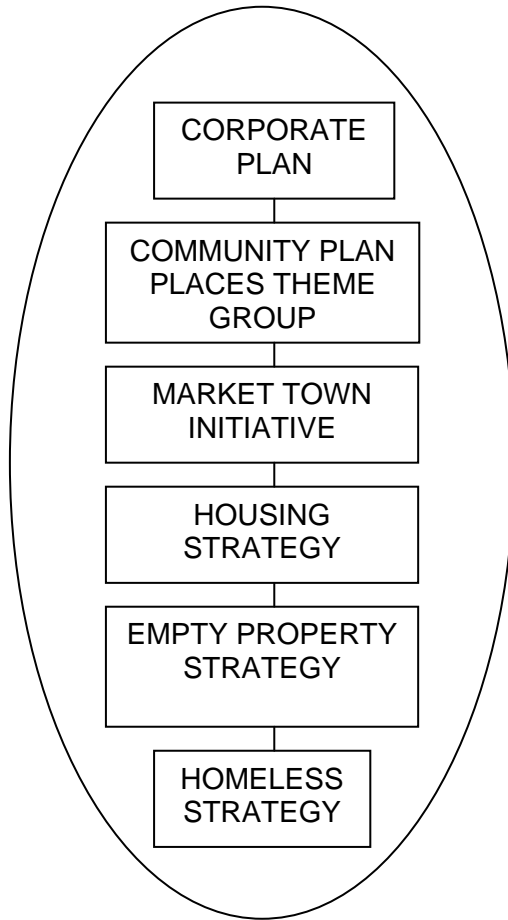 CORPORATE
PLAN
COMMUNITY PLAN
PLACES THEME
GROUP
MARKET TOWN
INITIATIVE
HOUSING
STRATEGY
EMPTY PROPERTY
STRATEGY
HOMELESS
STRATEGY